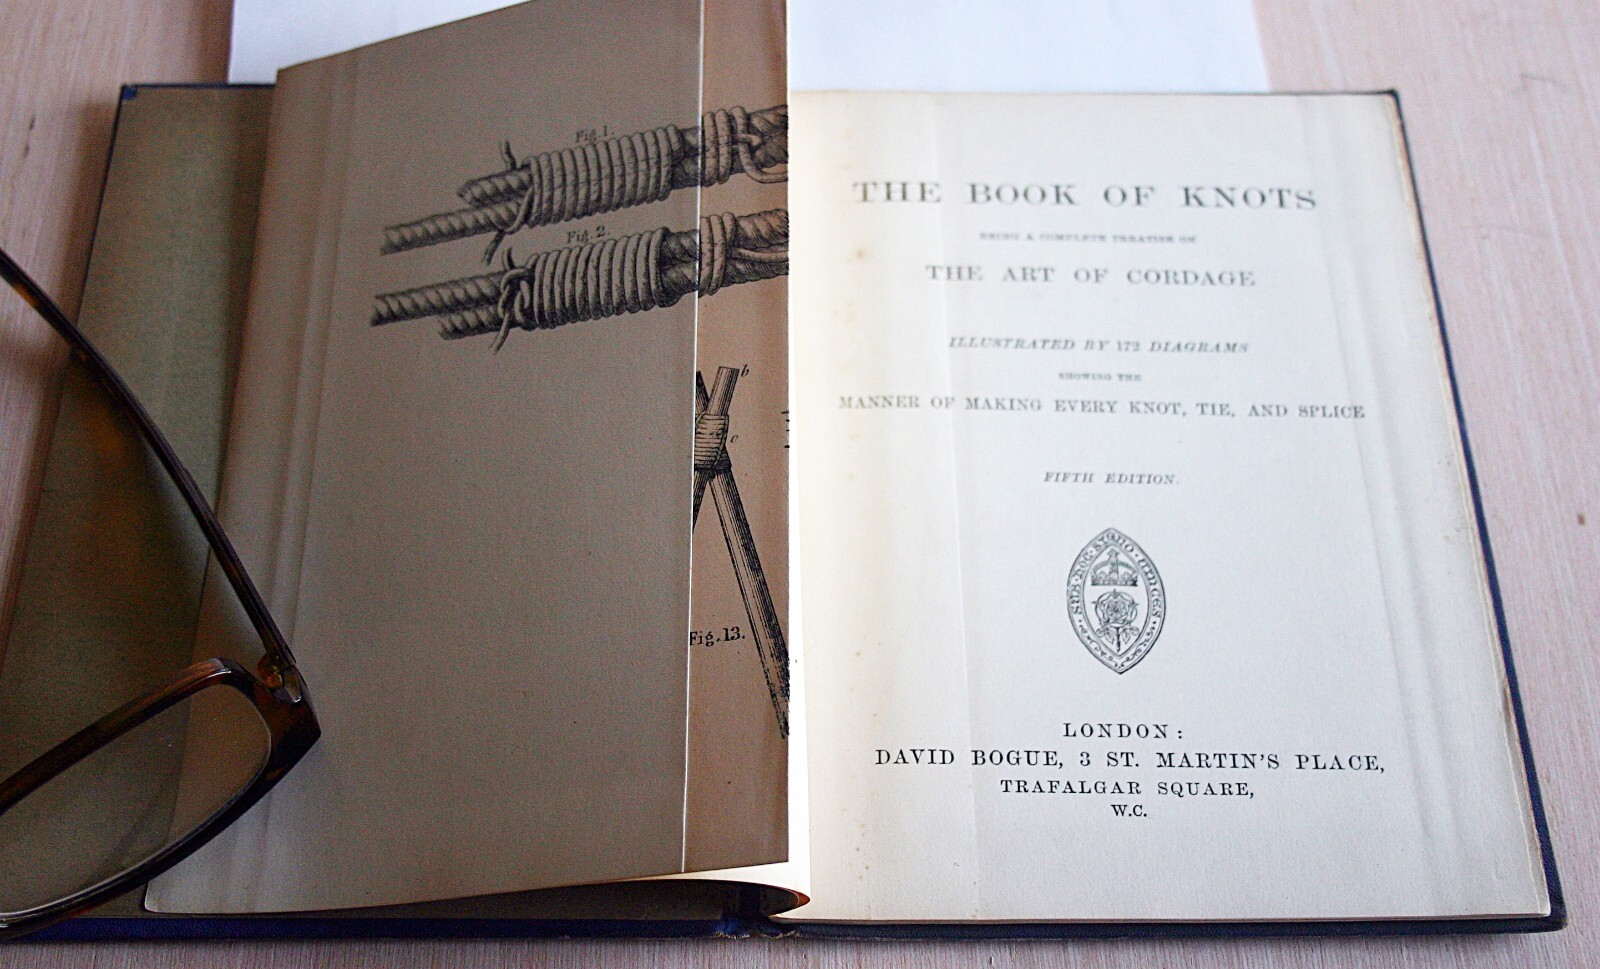 Fig. 1.
Fig. 2.
b
c
Fig. 13.
THE BOOK OF KNOTS
BEING A COMPLETE TREATISE ON
THE ART OF CORDAGE
ILLUSTRATED BY 172 DIAGRAMS
SHOWING THE
MANNER OF MAKING EVERY KNOT, TIE, AND SPLICE
FIFTH EDITION.
LONDON:
DAVID BOGUE, 3 ST. MARTIN'S PLACE,
TRAFALGAR SQUARE,
W.C.